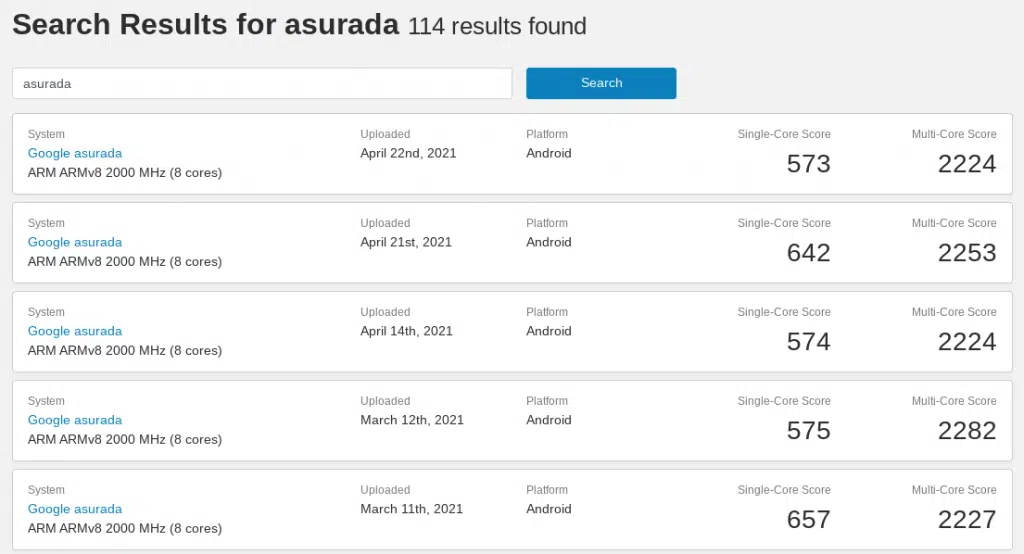 Search Results for asurada 114 results found
asurada
Search
System Uploaded Platform Single-Core Score Multi-Core Score
Google asurada April 22nd, 2021 Android 573 2224
ARM ARMv8 2000 MHz (8 cores)
System Uploaded Platform Single-Core Score Multi-Core Score
Google asurada April 21st, 2021 Android 642 2253
ARM ARMv8 2000 MHz (8 cores)
System Uploaded Platform Single-Core Score Multi-Core Score
Google asurada April 14th, 2021 Android 574 2224
ARM ARMv8 2000 MHz (8 cores)
System Uploaded Platform Single-Core Score Multi-Core Score
Google asurada March 12th, 2021 Android 575 2282
ARM ARMv8 2000 MHz (8 cores)
System Uploaded Platform Single-Core Score Multi-Core Score
Google asurada March 11th, 2021 Android 657 2227
ARM ARMv8 2000 MHz (8 cores)